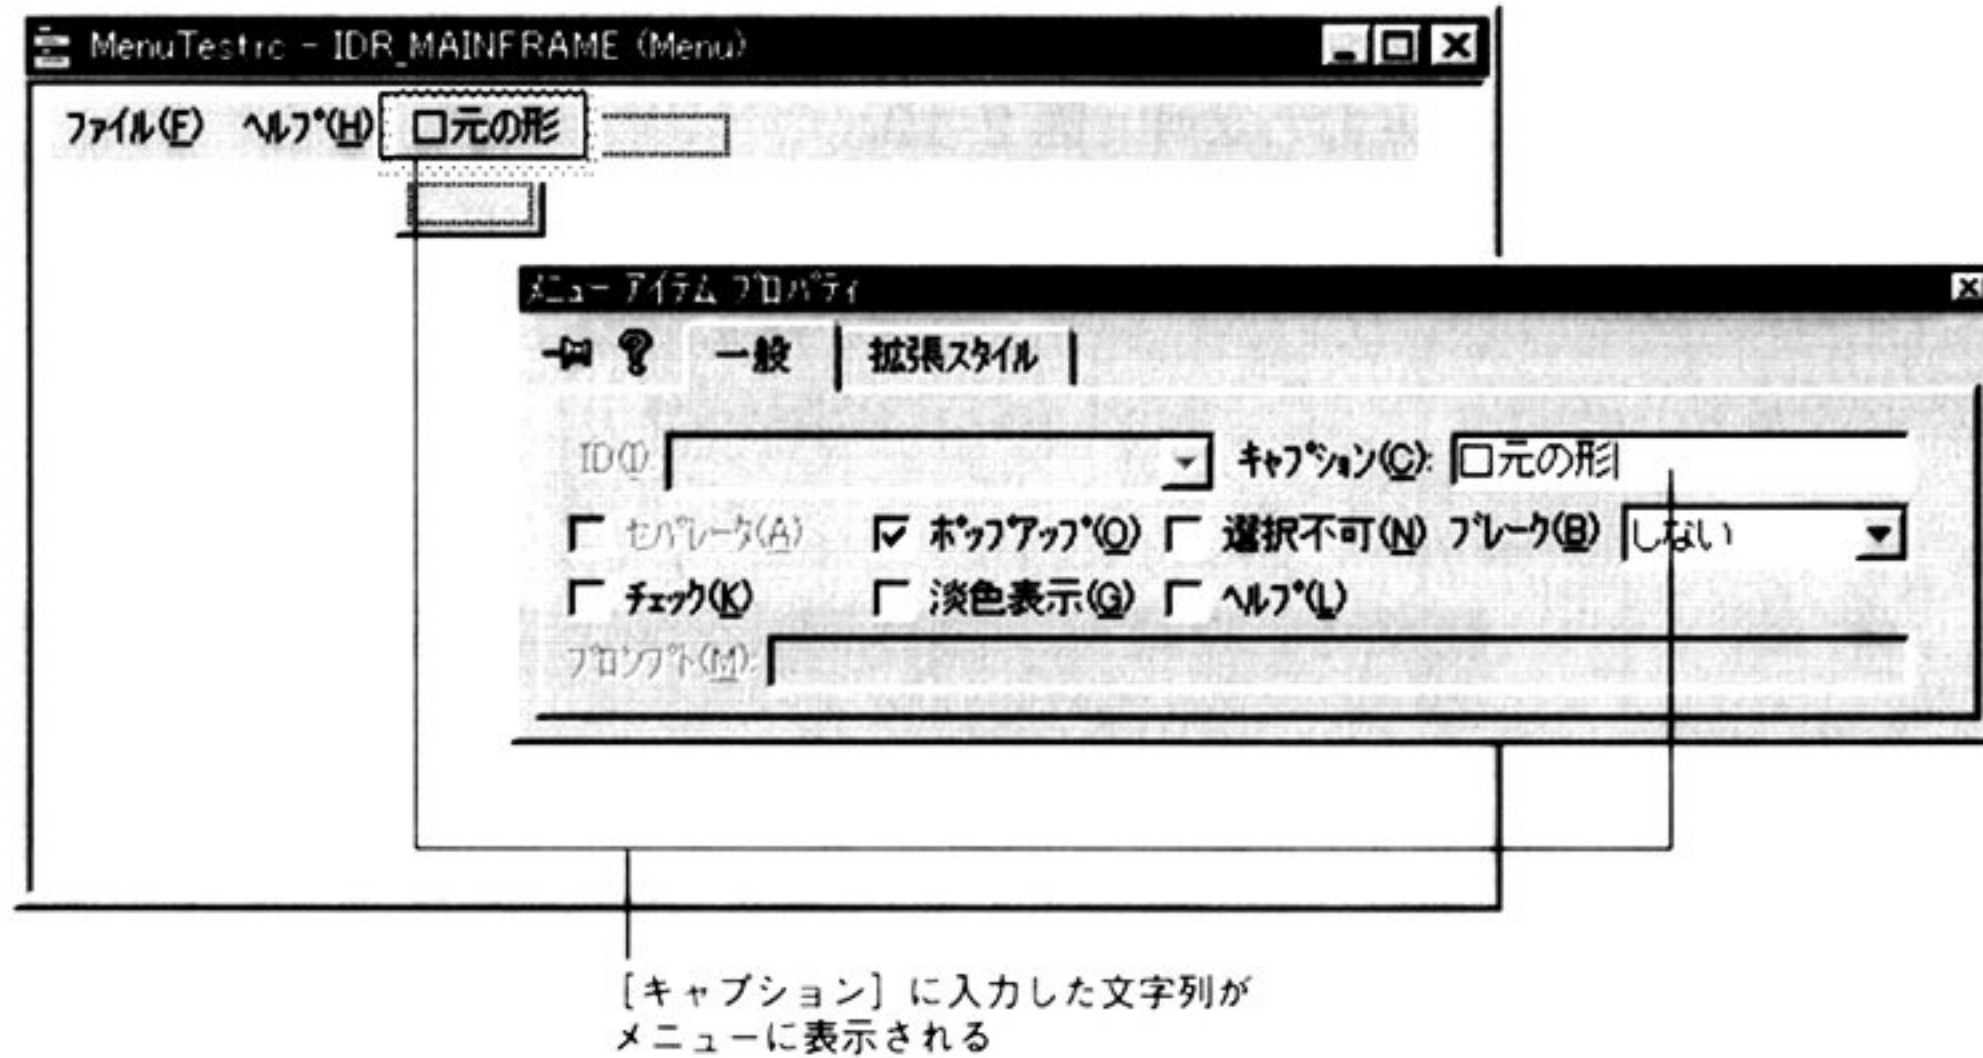 MenuTestrc - IDR_MAINFRAME (Menu)
ファイル(F) ヘルプ(H) 口元の形
メニュー アイテム プロパティ
一般 拡張スタイル
ID(I) キャプション(C): 口元の形
セパレータ(A) ポップアップ(O) 選択不可(N) ブレーク(B) しない
チェック(K) 淡色表示(G) ヘルプ(L)
プロンプト(M):
[キャプション] に入力した文字列が
メニューに表示される